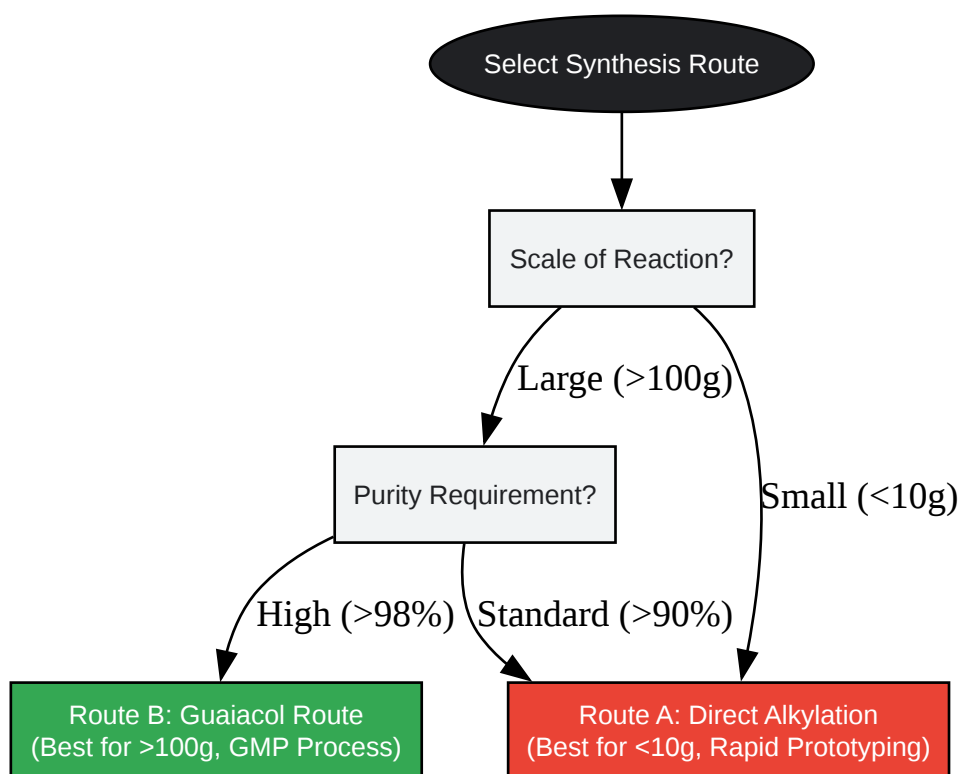 Select Synthesis Route
Scale of Reaction?
Large (>100g)
Small (<10g)
Purity Requirement?
High (>98%)
Standard (>90%)
Route B: Guaiacol Route
(Best for >100g, GMP Process)
Route A: Direct Alkylation
(Best for <10g, Rapid Prototyping)